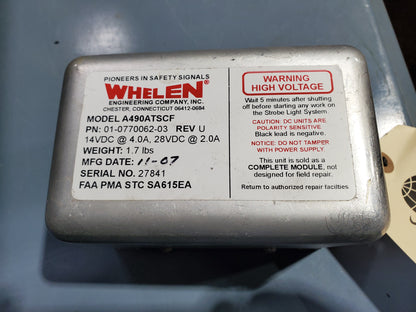 PIONEERS IN SAFETY SIGNALS
WHELEN
ENGINEERING COMPANY, INC.
CHESTER, CONNECTICUT 06412-0684
MODEL A490ATSCF
PN: 01-0770062-03 REV U
14VDC @ 4.0A, 28VDC @ 2.0A
WEIGHT: 1.7 lbs
MFG DATE: 11-07
SERIAL NO. 27841
FAA PMA STC SA615EA
WARNING
HIGH VOLTAGE
Wait 5 minutes after shutting
off before starting any work on
the Strobe Light System.
CAUTION: DC UNITS ARE
POLARITY SENSITIVE
Black lead is negative.
NOTICE: DO NOT TAMPER
WITH POWER SUPPLY
This unit is sold as a
COMPLETE MODULE, not
designed for field repair.
Return to authorized repair facilties